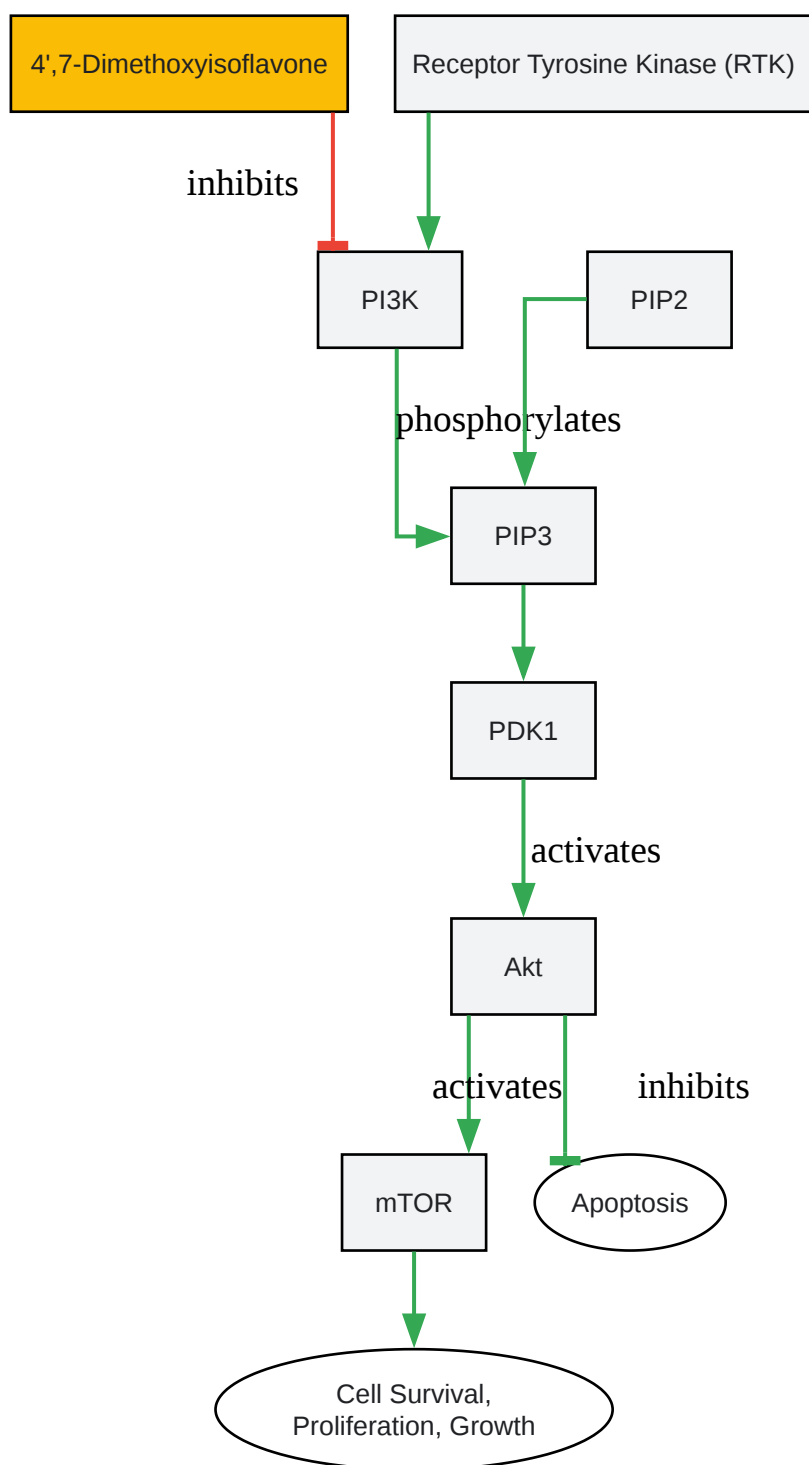 4',7-Dimethoxyisoflavone
Receptor Tyrosine Kinase (RTK)
inhibits
PI3K
PIP2
phosphorylates
PIP3
PDK1
activates
Akt
activates
inhibits
mTOR
Apoptosis
Cell Survival,
Proliferation, Growth